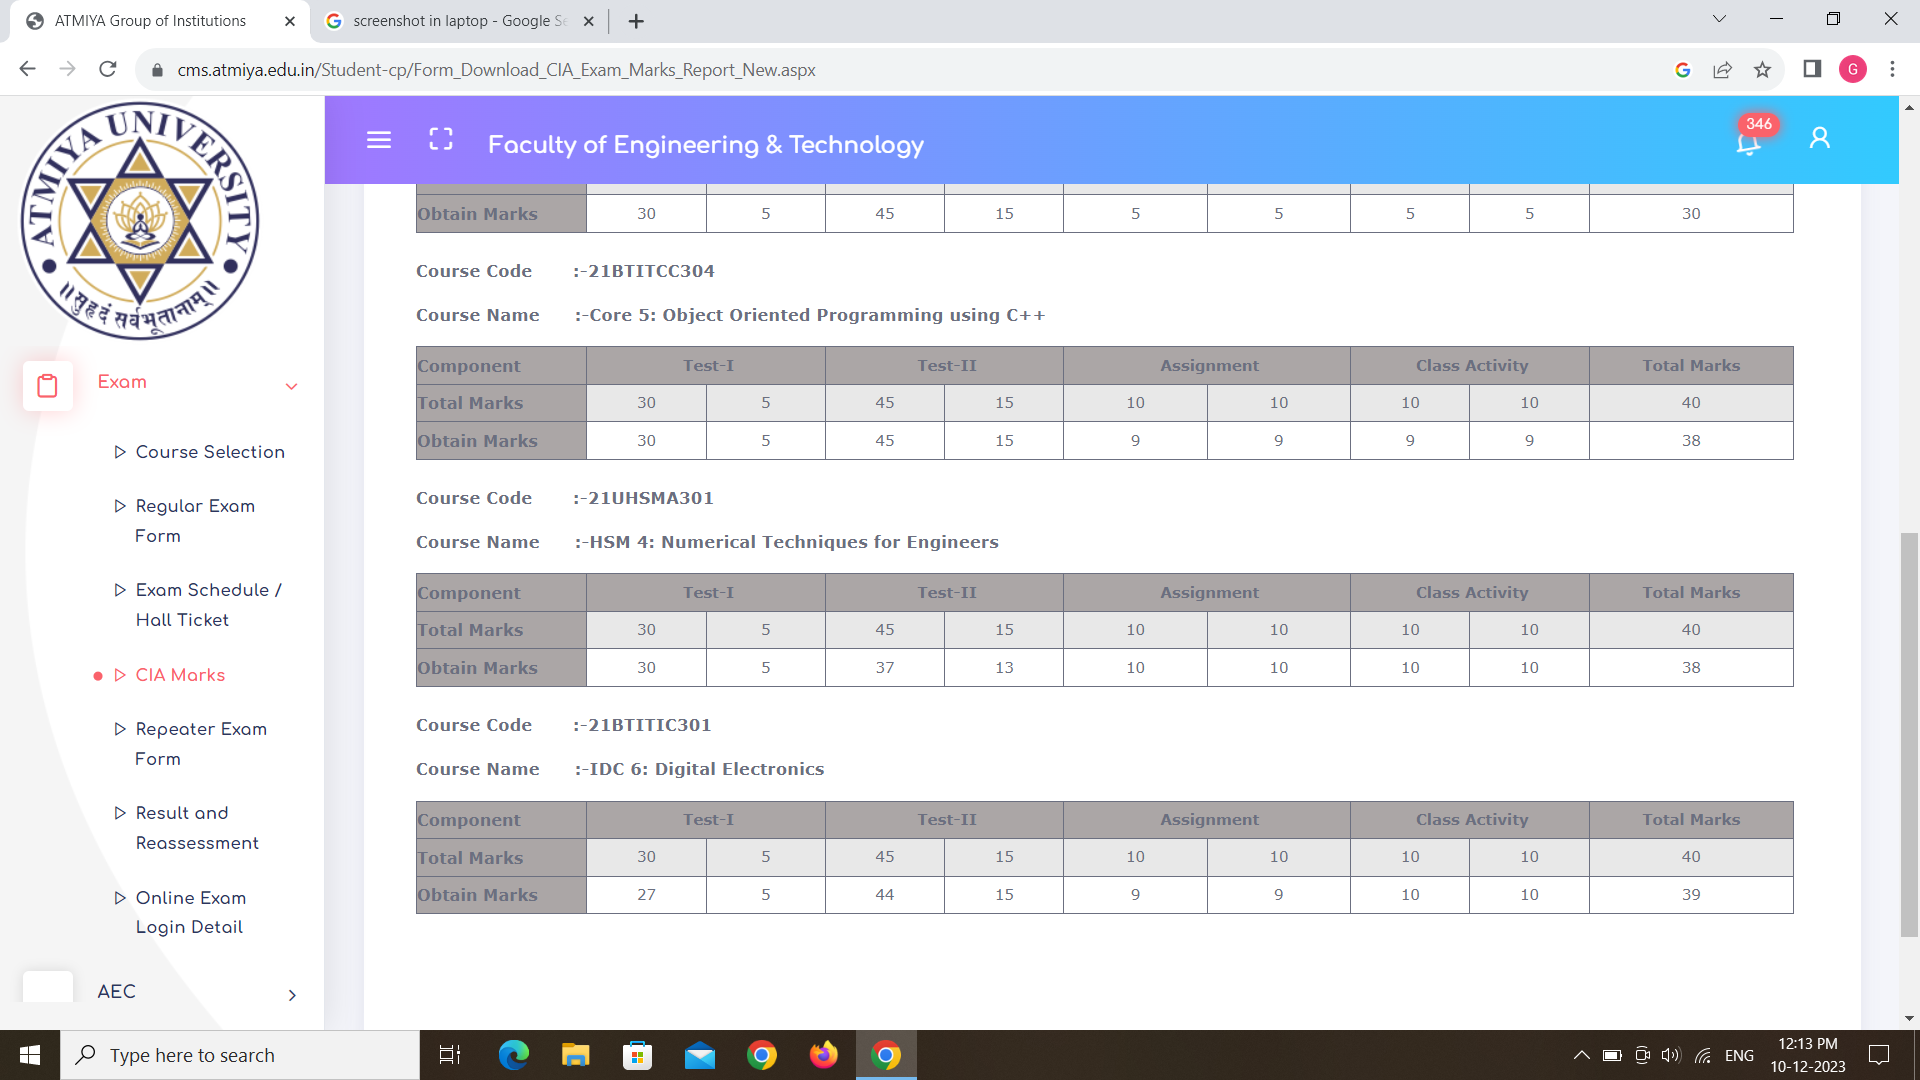 ATMIYA Group of Institutions
screenshot in laptop - Google Se
cms.atmiya.edu.in/Student-cp/Form_Download_CIA_Exam_Marks_Report_New.aspx
G
ATMIYA UNIVERSITY
॥ सुहृदं सर्वभूतानाम् ॥
Faculty of Engineering & Technology
346
Exam
Course Selection
Regular Exam
Form
Exam Schedule /
Hall Ticket
CIA Marks
Repeater Exam
Form
Result and
Reassessment
Online Exam
Login Detail
AEC
Obtain Marks 30 5 45 15 5 5 5 5 30
Course Code :-21BTITCC304
Course Name :-Core 5: Object Oriented Programming using C++
Component Test-I Test-II Assignment Class Activity Total Marks
Total Marks 30 5 45 15 10 10 10 10 40
Obtain Marks 30 5 45 15 9 9 9 9 38
Course Code :-21UHSMA301
Course Name :-HSM 4: Numerical Techniques for Engineers
Component Test-I Test-II Assignment Class Activity Total Marks
Total Marks 30 5 45 15 10 10 10 10 40
Obtain Marks 30 5 37 13 10 10 10 10 38
Course Code :-21BTITIC301
Course Name :-IDC 6: Digital Electronics
Component Test-I Test-II Assignment Class Activity Total Marks
Total Marks 30 5 45 15 10 10 10 10 40
Obtain Marks 27 5 44 15 9 9 10 10 39
Type here to search
ENG
12:13 PM
10-12-2023